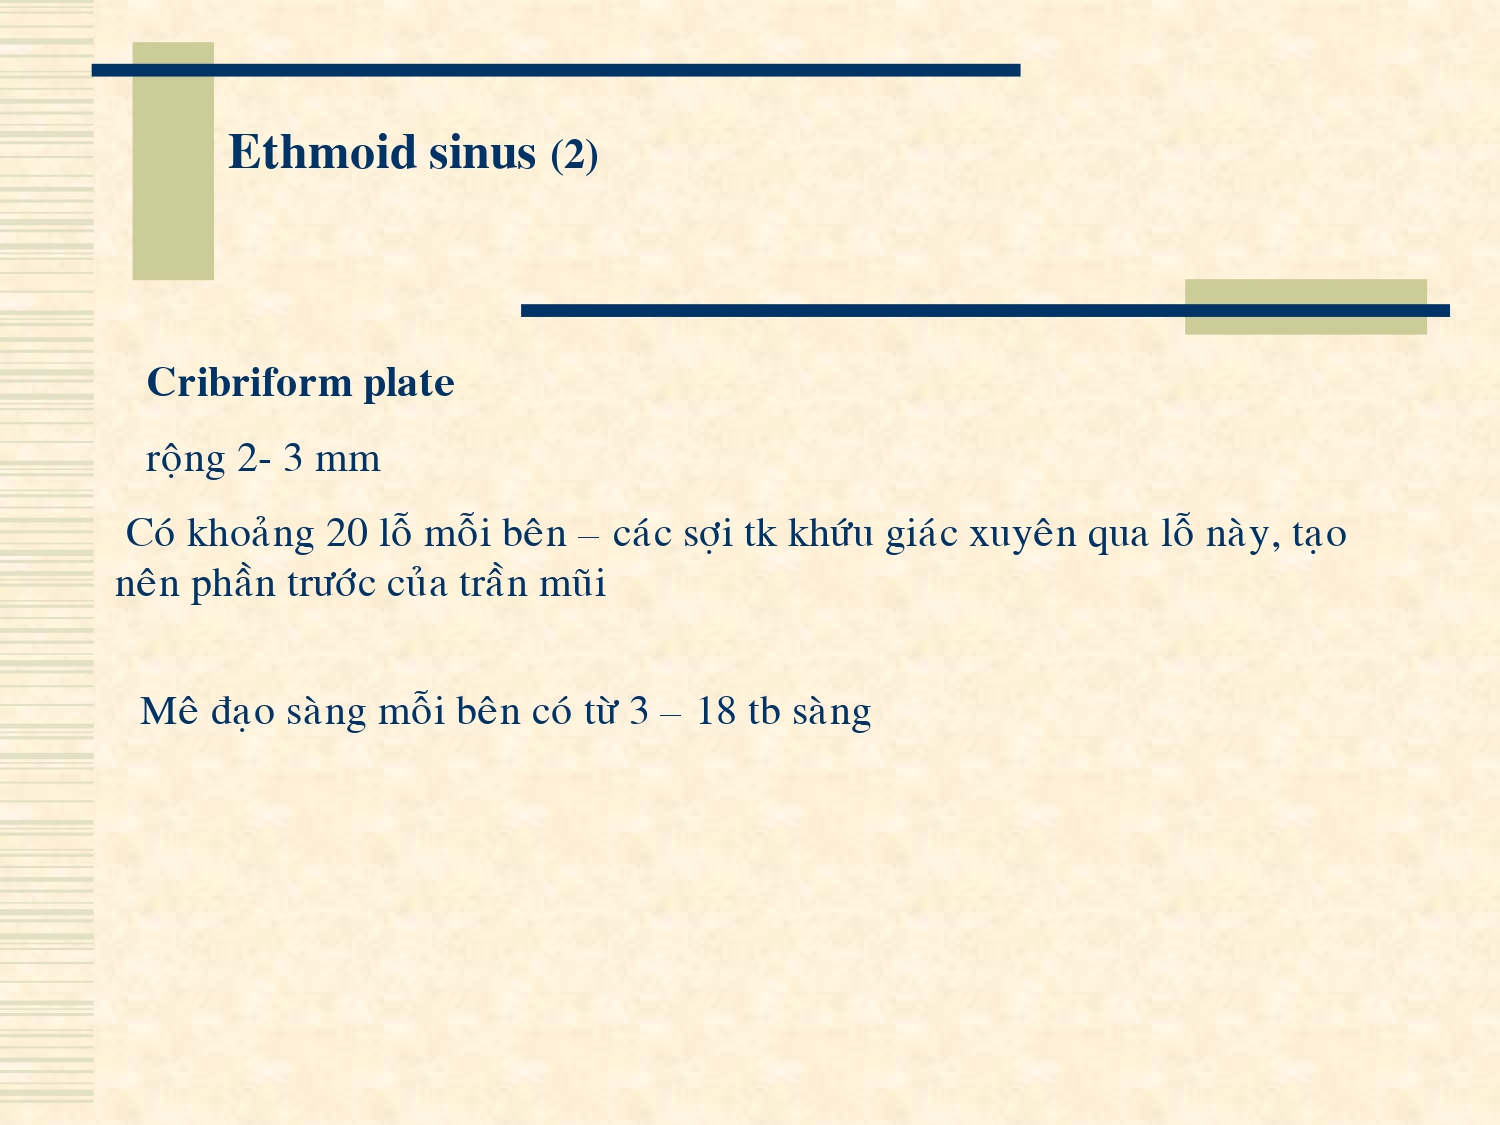 Ethmoid sinus (2)
Cribriform plate
rộng 2- 3 mm
Có khoảng 20 lỗ mỗi bên – các sợi tk khứu giác xuyên qua lỗ này, tạo
nên phần trước của trần mũi
Mê đạo sàng mỗi bên có từ 3 – 18 tb sàng